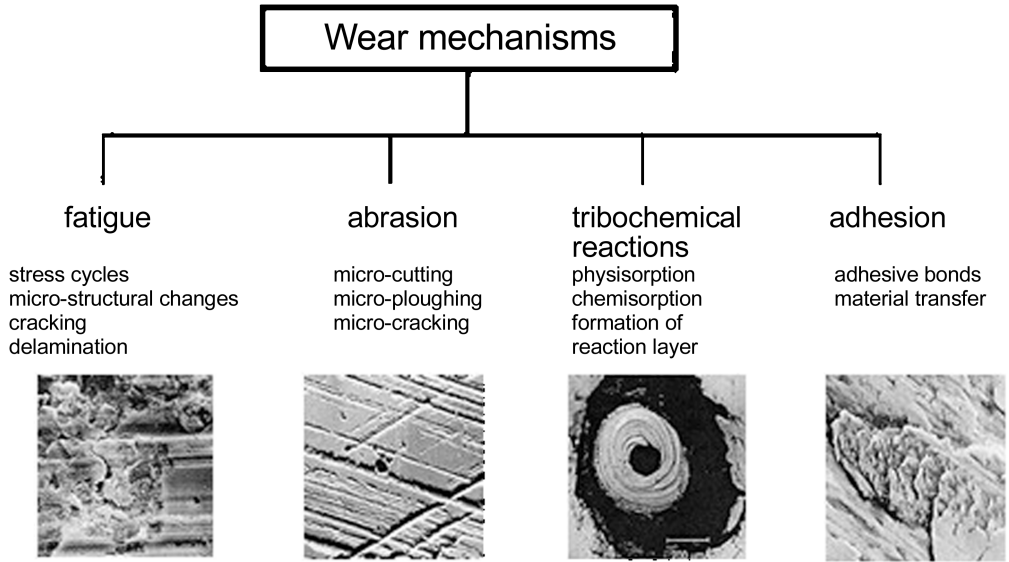 Wear mechanisms
fatigue
stress cycles
micro-structural changes
cracking
delamination
abrasion
micro-cutting
micro-ploughing
micro-cracking
tribochemical
reactions
physisorption
chemisorption
formation of
reaction layer
adhesion
adhesive bonds
material transfer